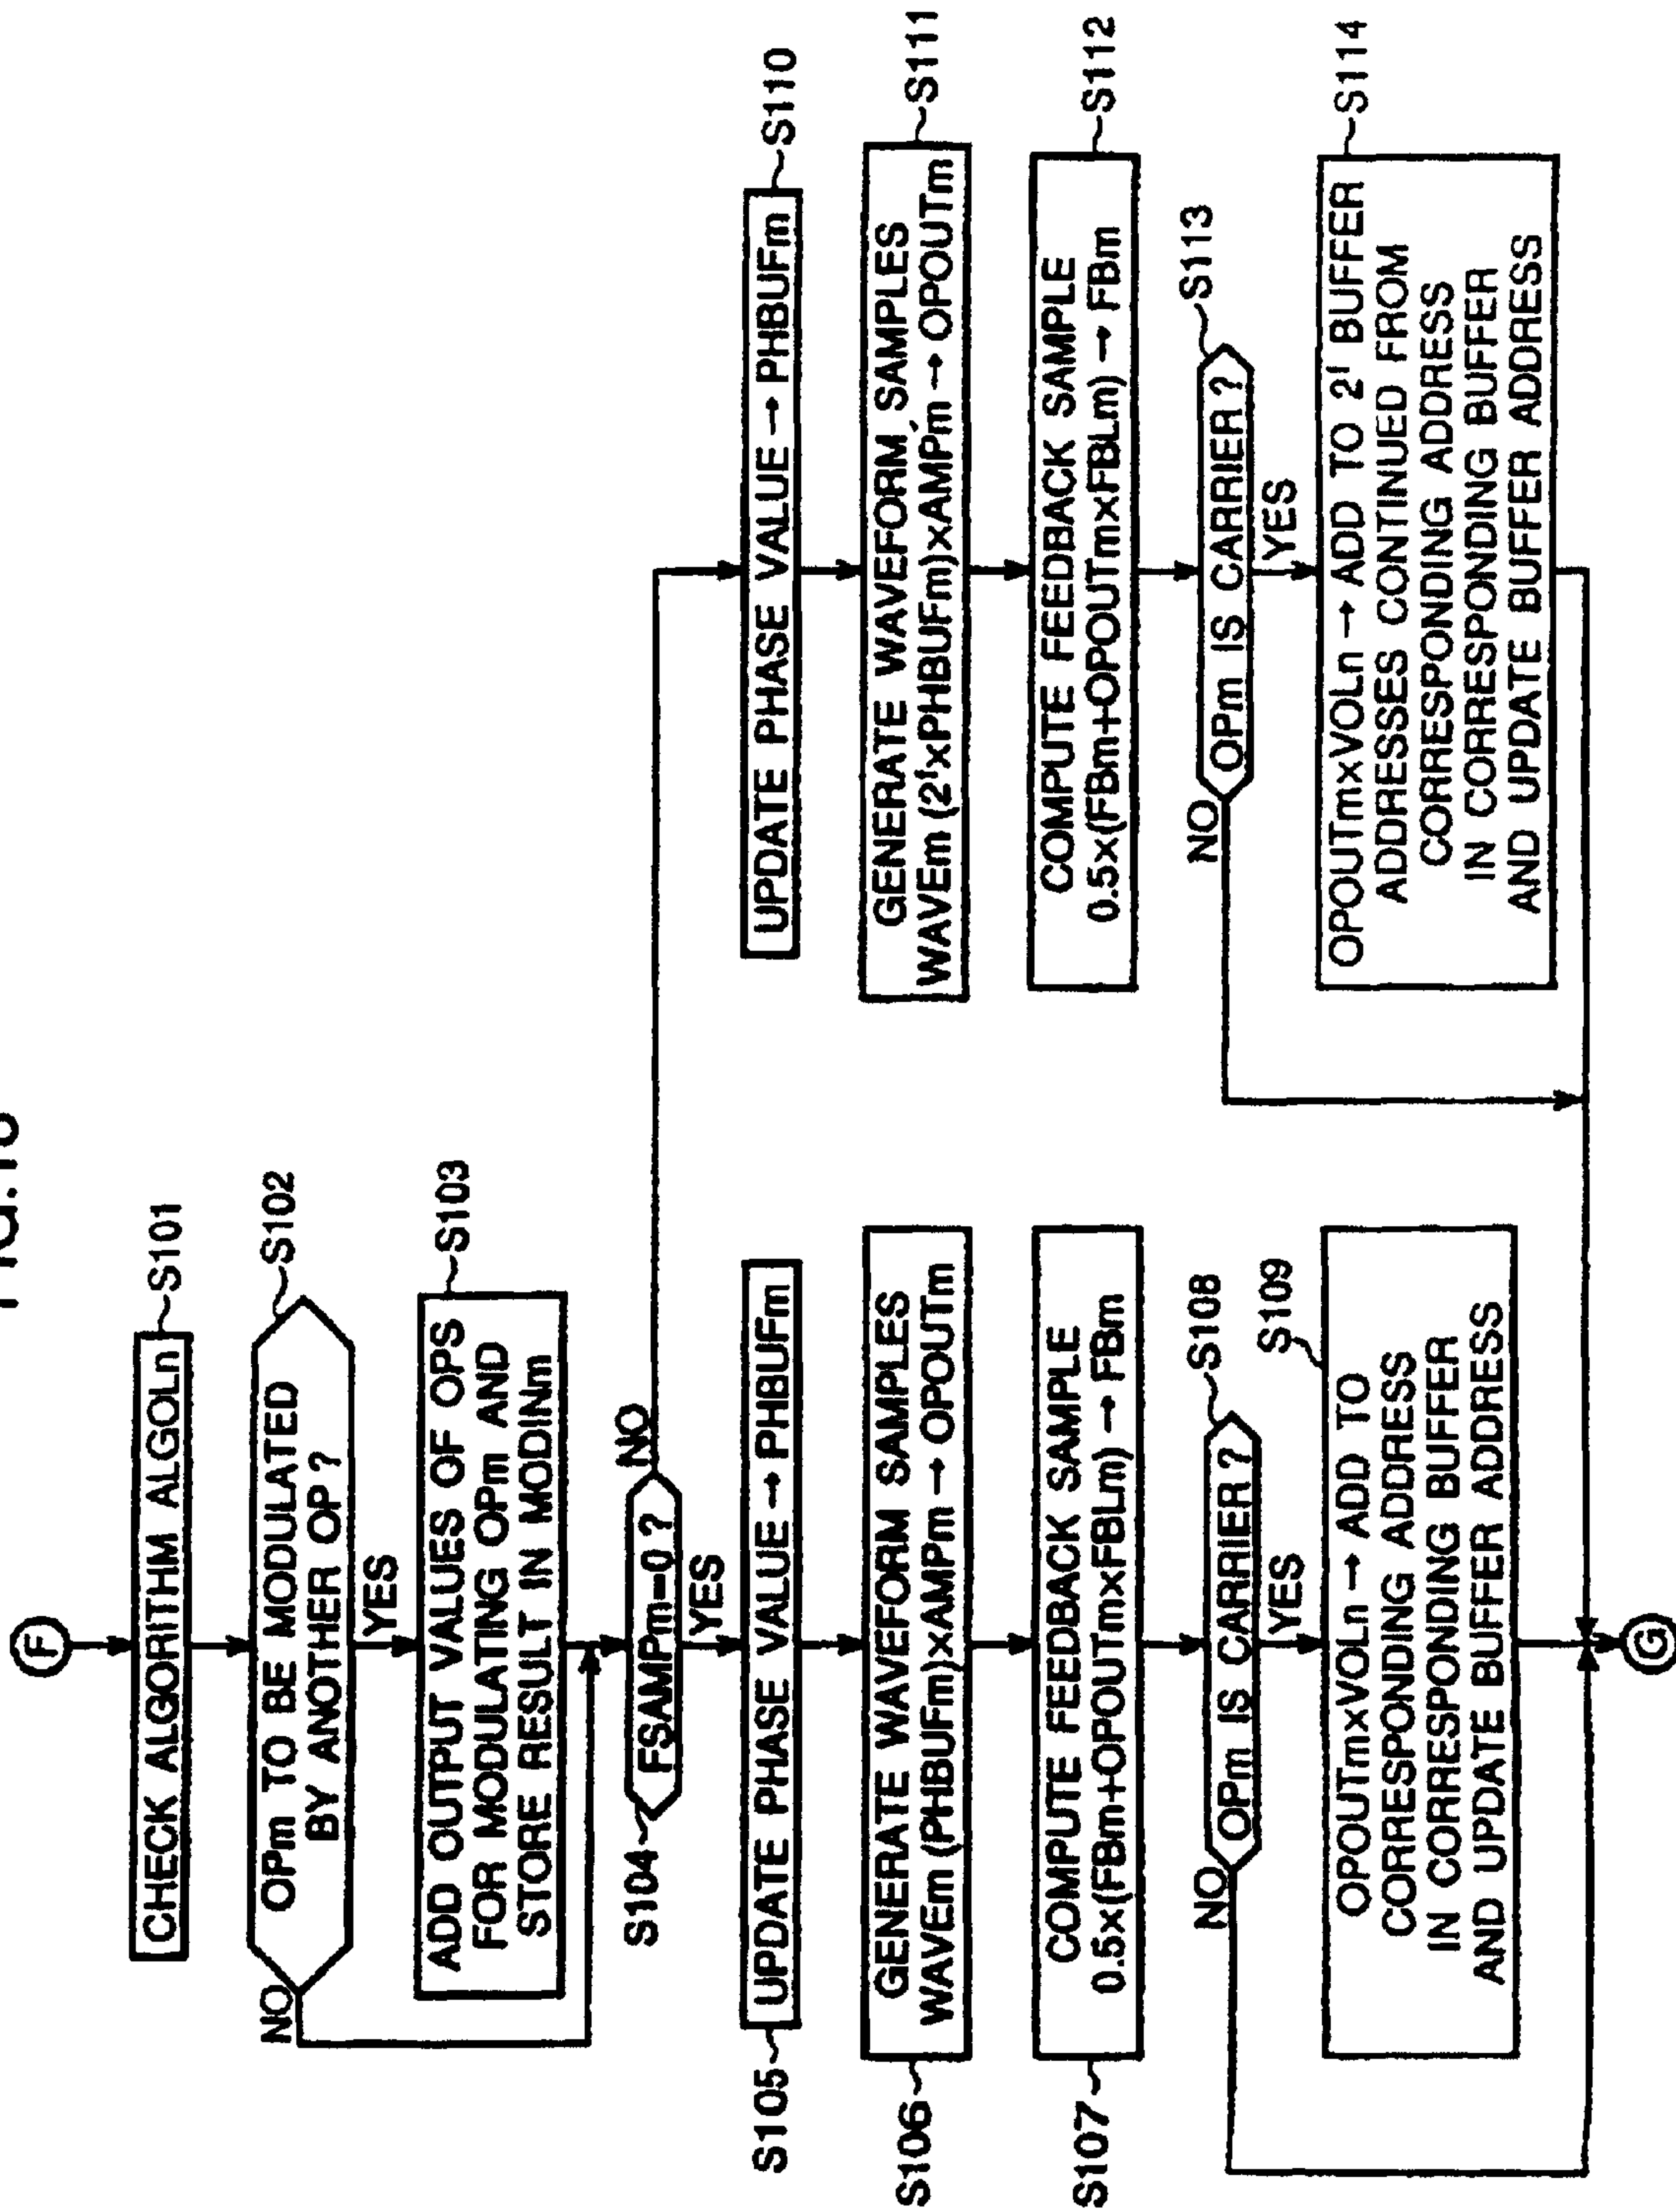 F
CHECK ALGORITHM ALGOLn
S101
OPm TO BE MODULATED
BY ANOTHER OP ?
S102
NO
YES
ADD OUTPUT VALUES OF OPS
FOR MODULATING OPm AND
STORE RESULT IN MODINm
S103
S104
FSAMPm=0 ?
NO
YES
S105
UPDATE PHASE VALUE → PHBUFm
S106
GENERATE WAVEFORM SAMPLES
WAVEm (PHBUFm)×AMPm → OPOUTm
S107
COMPUTE FEEDBACK SAMPLE
0.5×(FBm+OPOUTm×FBLm) → FBm
NO
OPm IS CARRIER ?
S108
YES
S109
OPOUTm×VOLn → ADD TO
CORRESPONDING ADDRESS
IN CORRESPONDING BUFFER
AND UPDATE BUFFER ADDRESS
UPDATE PHASE VALUE → PHBUFm
S110
GENERATE WAVEFORM SAMPLES
WAVEm (2^f×PHBUFm)×AMPm → OPOUTm
S111
COMPUTE FEEDBACK SAMPLE
0.5×(FBm+OPOUTm×FBLm) → FBm
S112
NO
OPm IS CARRIER ?
S113
YES
OPOUTm×VOLn → ADD TO 2^f BUFFER
ADDRESSES CONTINUED FROM
CORRESPONDING ADDRESS
IN CORRESPONDING BUFFER
AND UPDATE BUFFER ADDRESS
S114
G